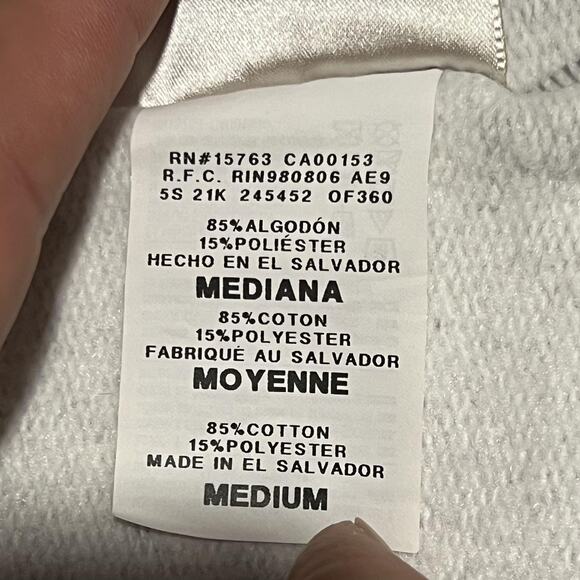 RN#15763 CA00153
R.F.C. RIN980806 AE9
5S 21K 245452 OF360
85%ALGODÓN
15%POLIÉSTER
HECHO EN EL SALVADOR
MEDIANA
85%COTON
15%POLYESTER
FABRIQUÉ AU SALVADOR
MOYENNE
85%COTTON
15%POLYESTER
MADE IN EL SALVADOR
MEDIUM